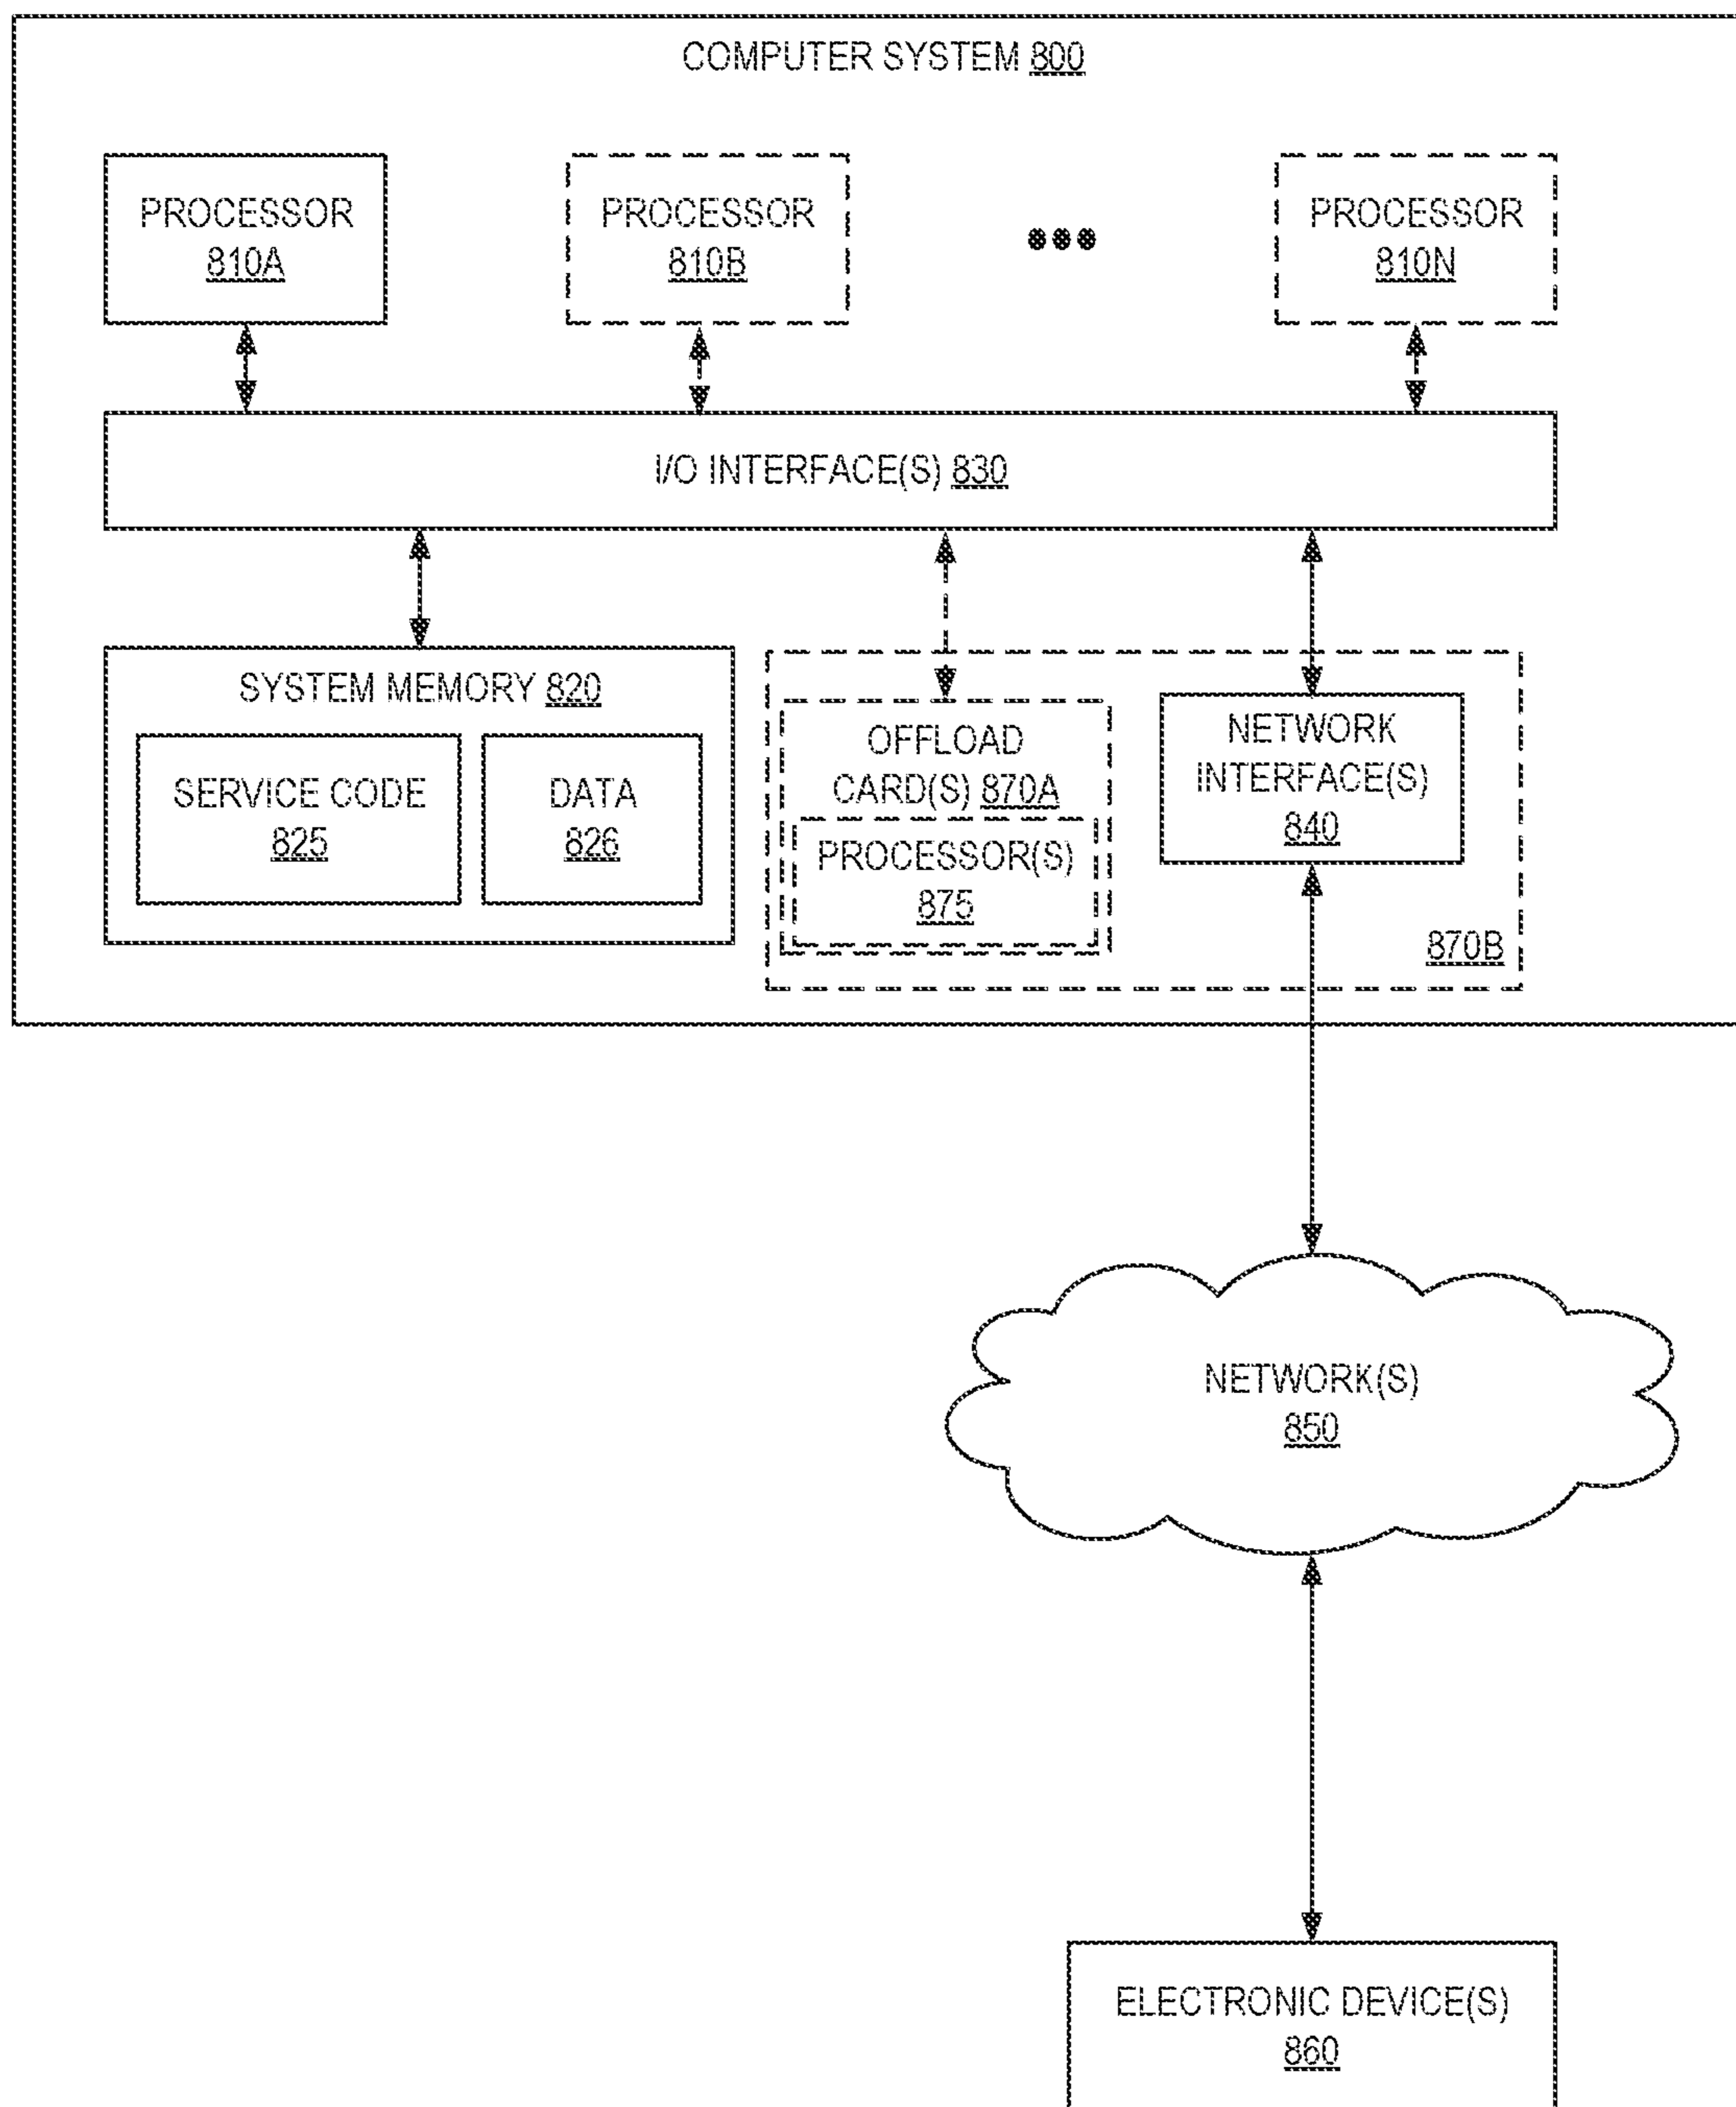 COMPUTER SYSTEM 800
PROCESSOR
810A
PROCESSOR
810B
PROCESSOR
810N
I/O INTERFACE(S) 830
SYSTEM MEMORY 820
SERVICE CODE
825
DATA
826
OFFLOAD
CARD(S) 870A
PROCESSOR(S)
875
NETWORK
INTERFACE(S)
840
870B
NETWORK(S)
850
ELECTRONIC DEVICE(S)
860